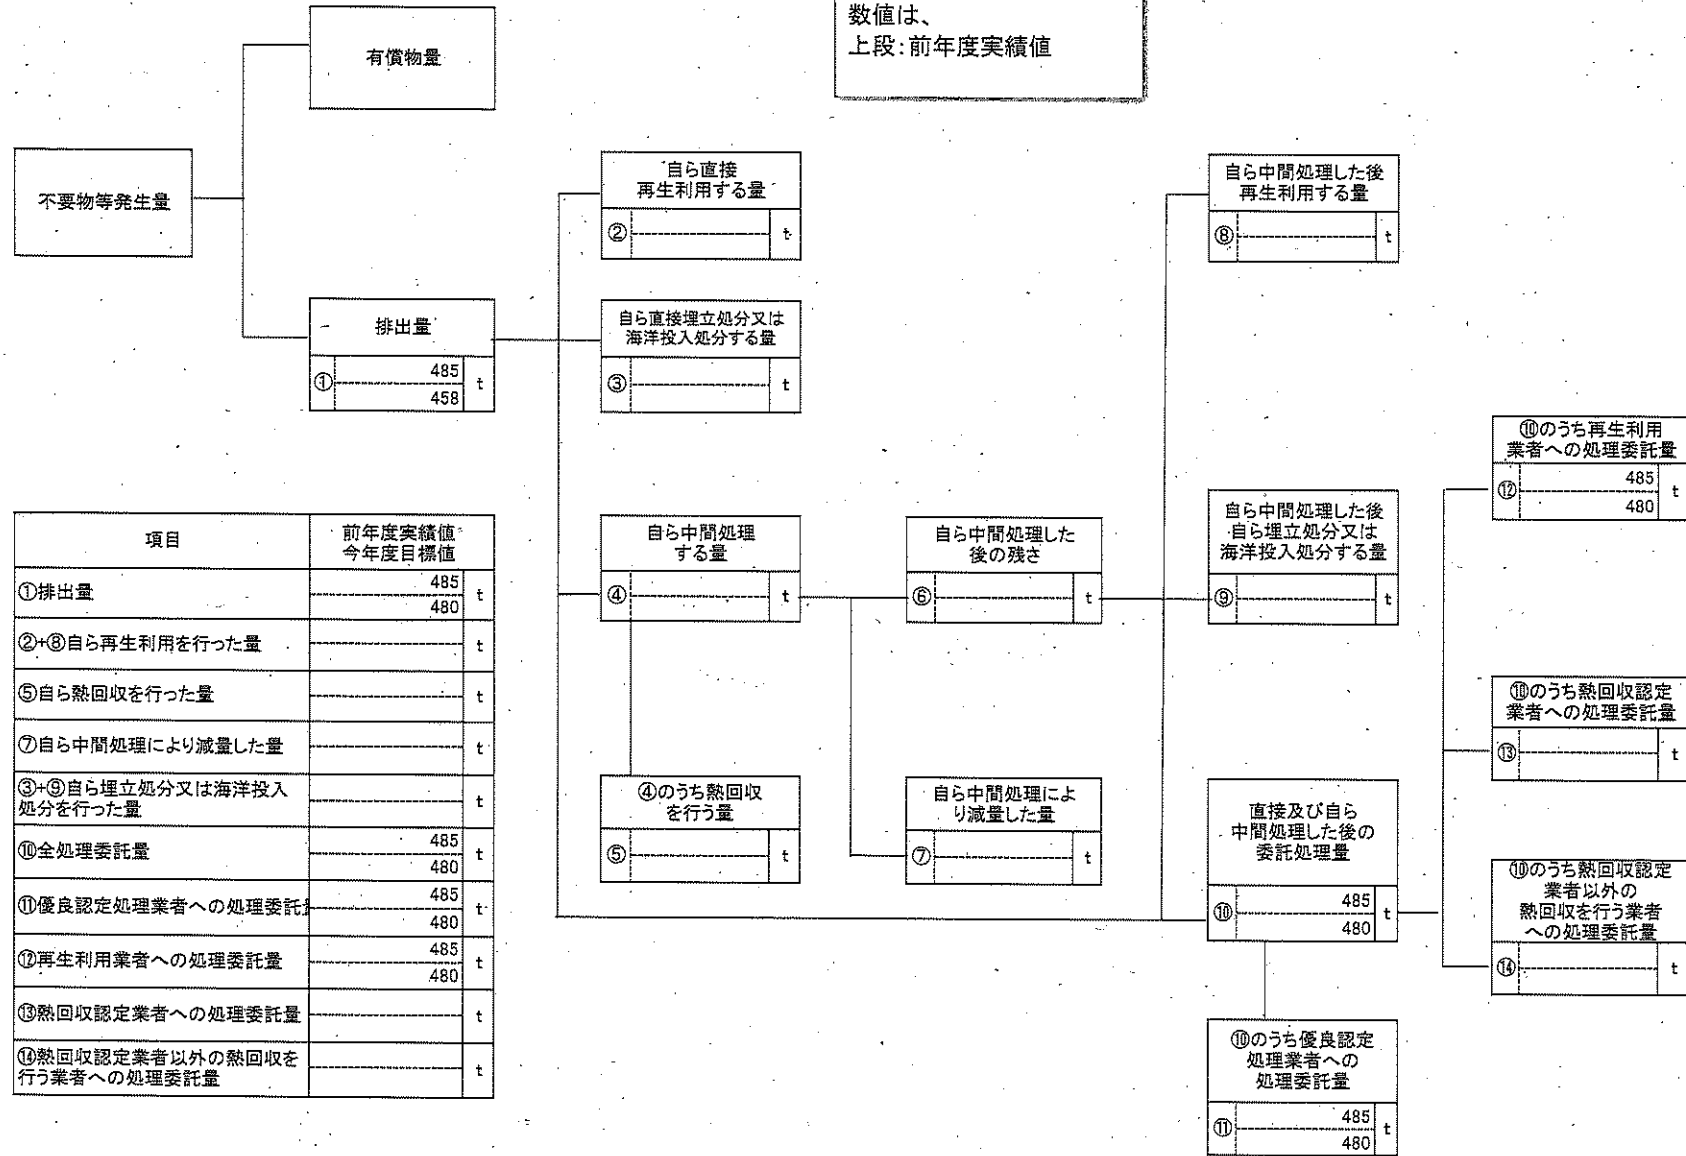 数値は、
上段:前年度実績値
有償物量
不要物等発生量
排出量
①
485
458
t
自ら直接
再生利用する量
②
t
自ら直接埋立処分又は
海洋投入処分する量
③
t
自ら中間処理
する量
④
t
④のうち熱回収
を行う量
⑤
t
自ら中間処理した
後の残さ
⑥
t
自ら中間処理によ
り減量した量
⑦
t
自ら中間処理した後
再生利用する量
⑧
t
自ら中間処理した後
自ら埋立処分又は
海洋投入処分する量
⑨
t
直接及び自ら
中間処理した後の
委託処理量
⑩
485
480
t
⑩のうち優良認定
処理業者への
処理委託量
⑪
485
480
t
⑩のうち再生利用
業者への処理委託量
⑫
485
480
t
⑩のうち熱回収認定
業者への処理委託量
⑬
t
⑩のうち熱回収認定
業者以外の
熱回収を行う業者
への処理委託量
⑭
t
項目
前年度実績値
今年度目標値
①排出量
485
480
t
②+⑧自ら再生利用を行った量
t
⑤自ら熱回収を行った量
t
⑦自ら中間処理により減量した量
t
③+⑨自ら埋立処分又は海洋投入
処分を行った量
t
⑩全処理委託量
485
480
t
⑪優良認定処理業者への処理委託
485
480
t
⑫再生利用業者への処理委託量
485
480
t
⑬熱回収認定業者への処理委託量
t
⑭熱回収認定業者以外の熱回収を
行う業者への処理委託量
t